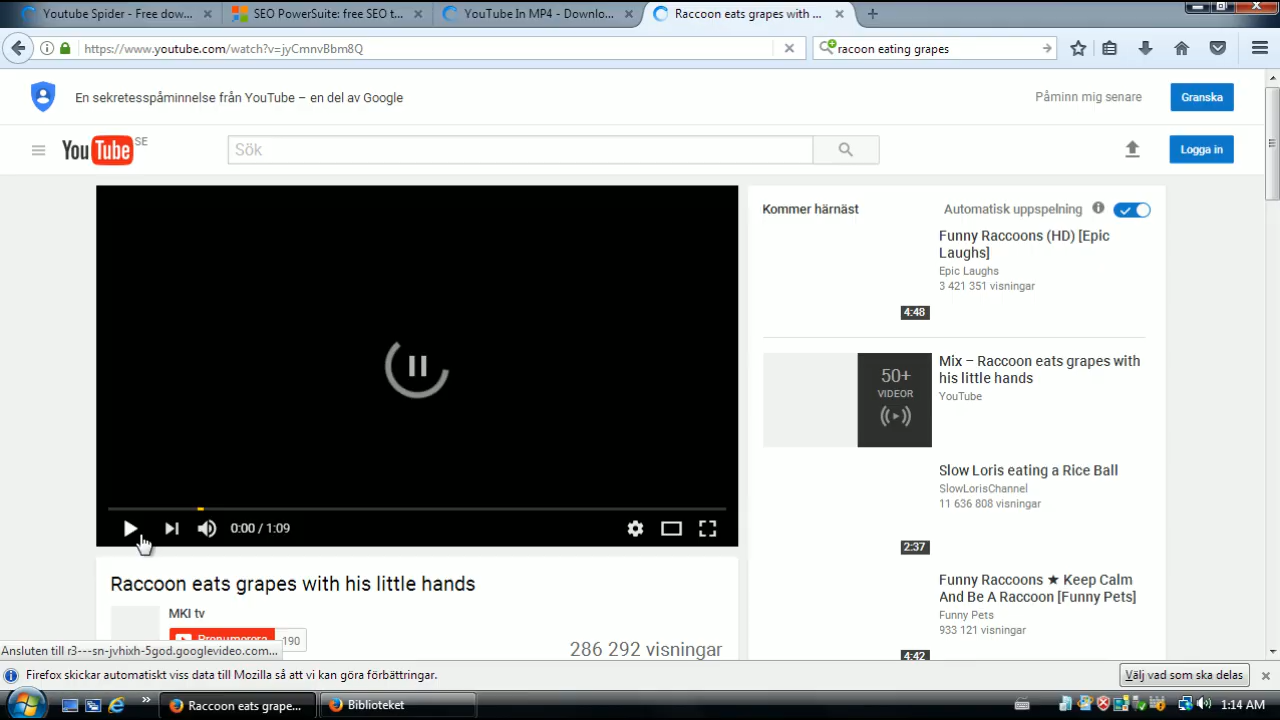 Youtube Spider - Free dow...
SEO PowerSuite: free SEO t...
YouTube In MP4 - Downlo...
Raccoon eats grapes with ...
https://www.youtube.com/watch?v=jyCmnvBbm8Q
racoon eating grapes
En sekretesspåminnelse från YouTube – en del av Google
Påminn mig senare
Granska
YouTube SE
Sök
Logga in
Kommer härnäst
Automatisk uppspelning
Funny Raccoons (HD) [Epic
Laughs]
Epic Laughs
3 421 351 visningar
4:48
50+
VIDEOR
Mix – Raccoon eats grapes with
his little hands
YouTube
Slow Loris eating a Rice Ball
SlowLorisChannel
11 636 808 visningar
2:37
Funny Raccoons ★ Keep Calm
And Be A Raccoon [Funny Pets]
Funny Pets
933 121 visningar
4:42
0:00 / 1:09
Raccoon eats grapes with his little hands
MKI tv
Prenumerera
190
286 292 visningar
Ansluten till r3---sn-jvhixh-5god.googlevideo.com...
Firefox skickar automatiskt viss data till Mozilla så att vi kan göra förbättringar.
Välj vad som ska delas
Raccoon eats grape...
Biblioteket
1:14 AM